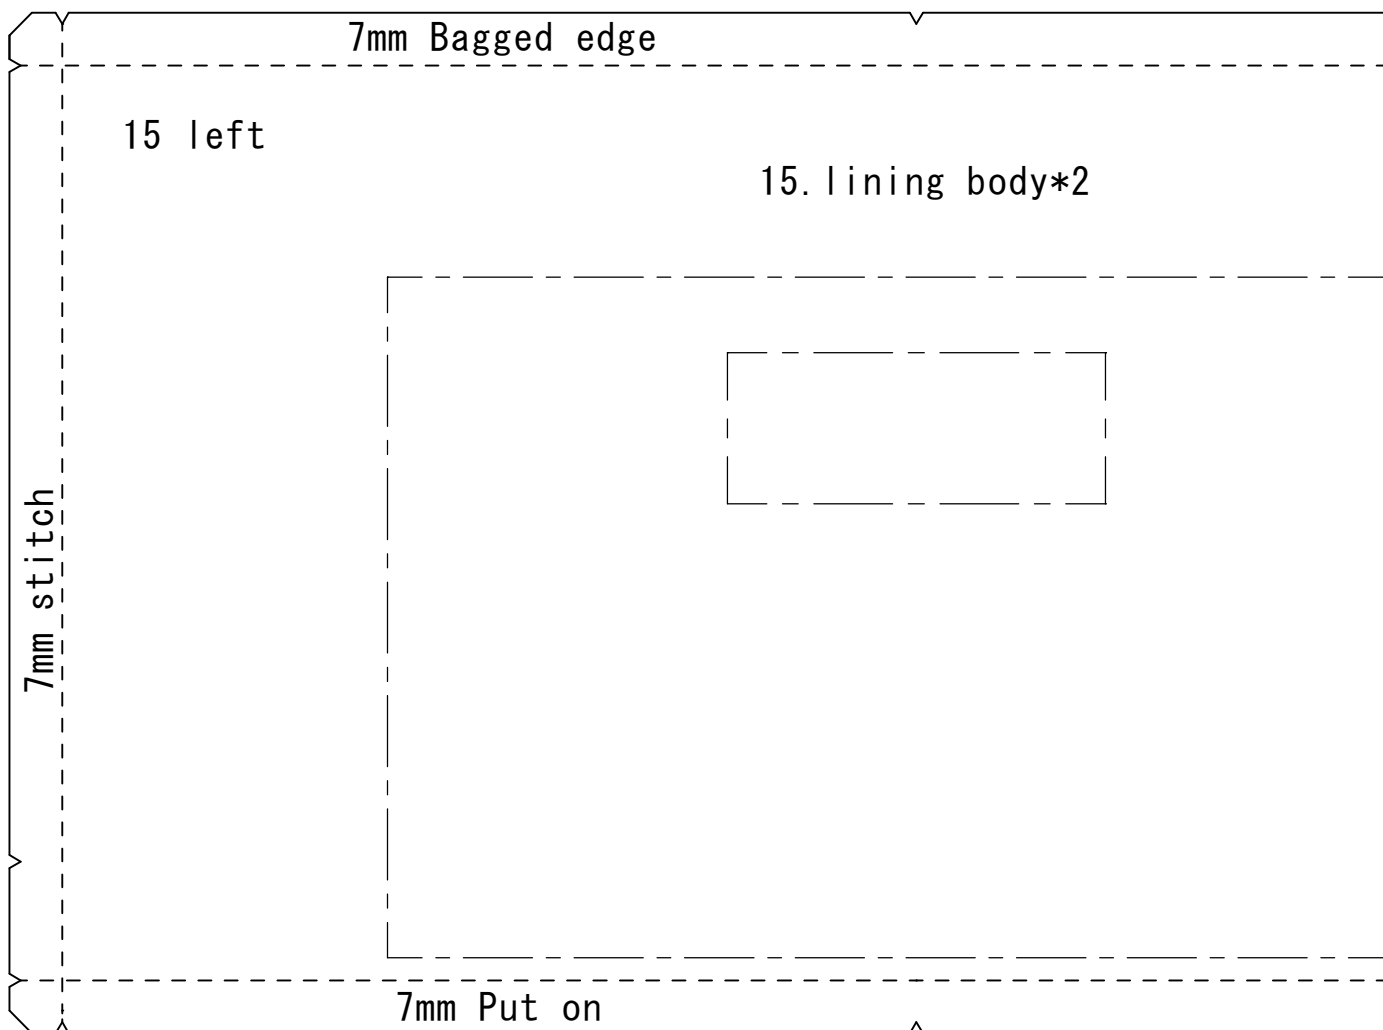 7mm Bagged edge
15 left
15.lining body*2
7mm stitch
7mm Put on